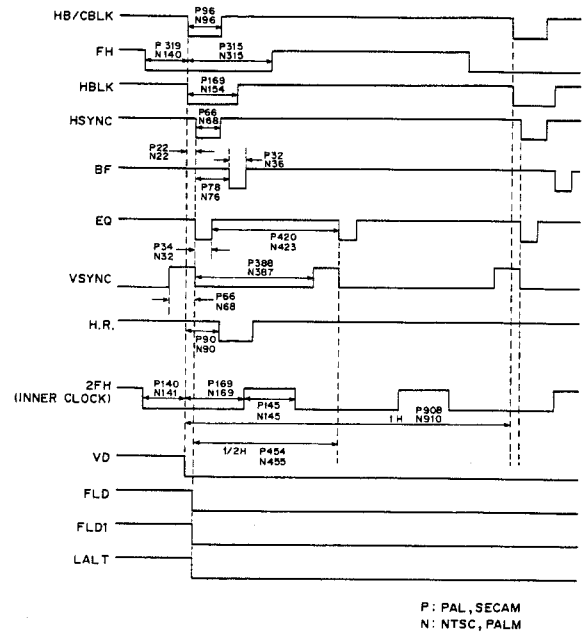 HB/CBLK
P96
N96
FH
P319
N140
P315
N315
HBLK
P169
N154
HSYNC
P66
N68
P22
N22
BF
P32
N36
P78
N76
EQ
P420
N423
P34
N32
P388
N387
VSYNC
P66
N68
H.R.
P90
N90
2FH
(INNER CLOCK)
P140
N141
P169
N169
P145
N145
1H
P908
N910
1/2H
P454
N455
VD
FLD
FLD1
LALT
P: PAL, SECAM
N: NTSC, PALM